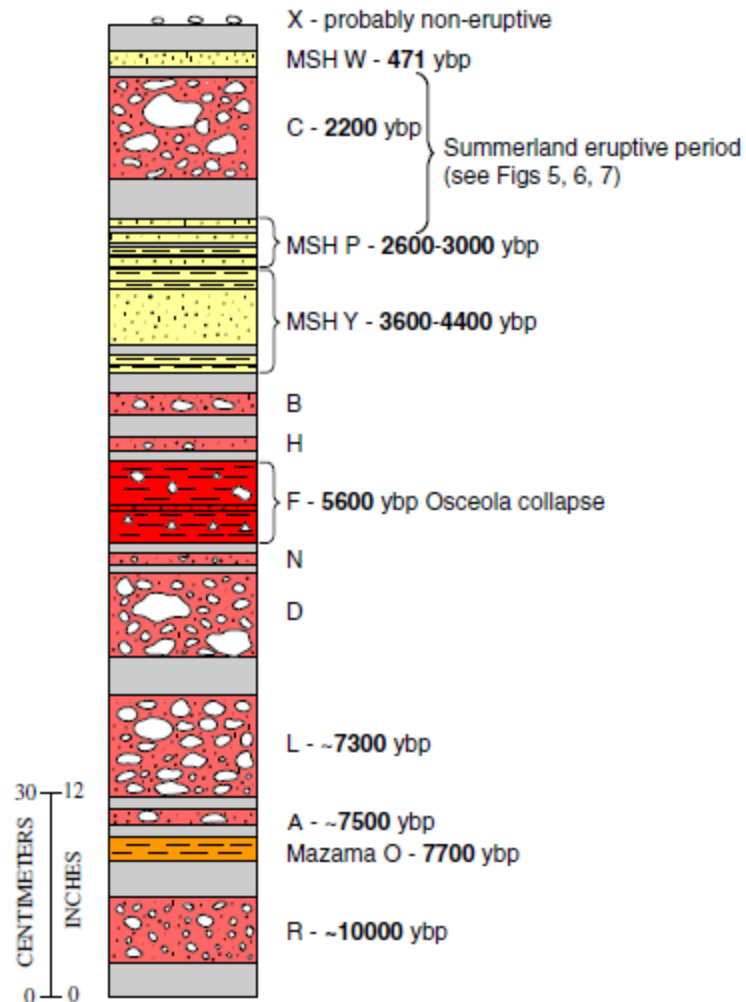 X - probably non-eruptive
MSH W - 471 ybp
C - 2200 ybp
Summerland eruptive period
(see Figs 5, 6, 7)
MSH P - 2600-3000 ybp
MSH Y - 3600-4400 ybp
B
H
F - 5600 ybp Osceola collapse
N
D
L - ~7300 ybp
30
12
A - ~7500 ybp
Mazama O - 7700 ybp
CENTIMETERS
INCHES
R - ~10000 ybp
0
0